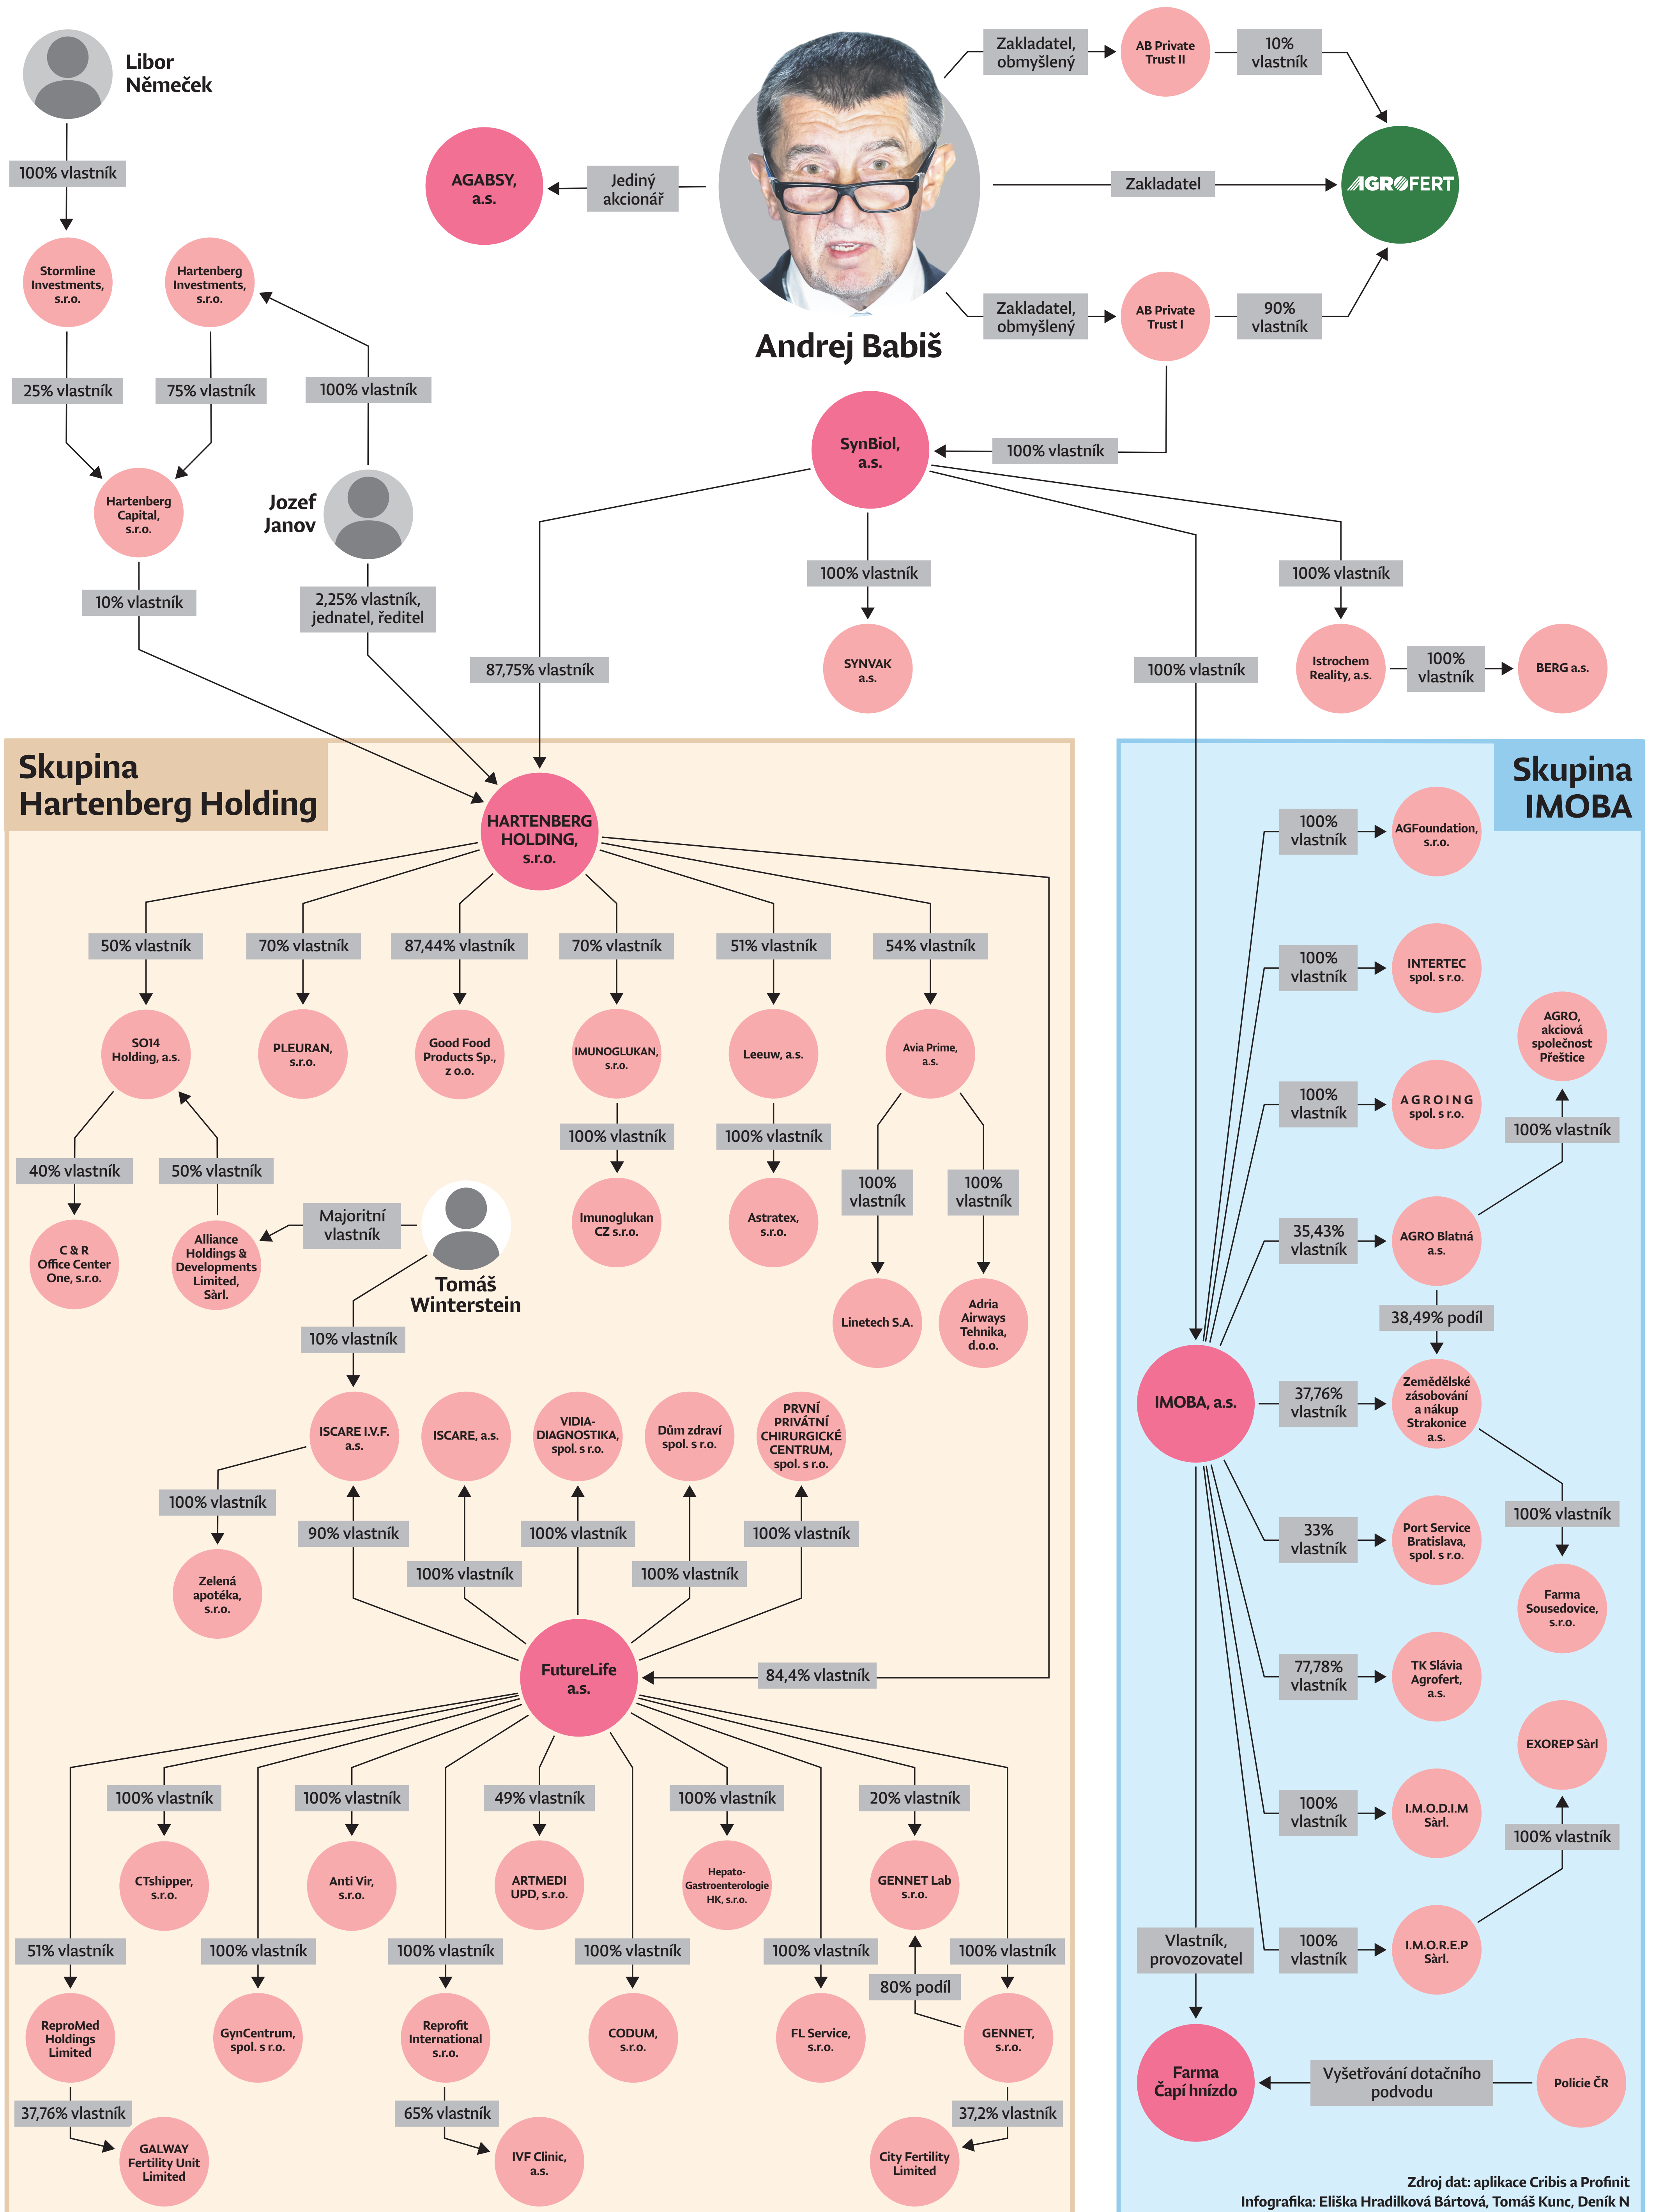 Libor
Němeček
100% vlastník
Stormline
Investments,
s.r.o.
Hartenberg
Investments,
s.r.o.
25% vlastník
75% vlastník
100% vlastník
Hartenberg
Capital,
s.r.o.
Jozef
Janov
10% vlastník
2,25% vlastník,
jednatel, ředitel
AGABSY,
a.s.
Jediný
akcionář
Andrej Babiš
Zakladatel,
obmyšlený
AB Private
Trust II
10%
vlastník
Zakladatel
AGROFERT
Zakladatel,
obmyšlený
AB Private
Trust I
90%
vlastník
SynBiol,
a.s.
100% vlastník
87,75% vlastník
100% vlastník
SYNVAK
a.s.
100% vlastník
100% vlastník
Istrochem
Reality, a.s.
100%
vlastník
BERG a.s.
Skupina
Hartenberg Holding
HARTENBERG
HOLDING,
s.r.o.
50% vlastník
70% vlastník
87,44% vlastník
70% vlastník
51% vlastník
54% vlastník
SO14
Holding, a.s.
PLEURAN,
s.r.o.
Good Food
Products Sp.,
z o.o.
IMUNOGLUKAN,
s.r.o.
Leeuw, a.s.
Avia Prime,
a.s.
40% vlastník
50% vlastník
100% vlastník
100% vlastník
100%
vlastník
100%
vlastník
C & R
Office Center
One, s.r.o.
Alliance
Holdings &
Developments
Limited,
Sàrl.
Majoritní
vlastník
Tomáš
Winterstein
Imunoglukan
CZ s.r.o.
Astratex,
s.r.o.
Linetech S.A.
Adria
Airways
Tehnika,
d.o.o.
10% vlastník
ISCARE I.V.F.
a.s.
ISCARE, a.s.
VIDIA-
DIAGNOSTIKA,
spol. s r.o.
Dům zdraví
spol. s r.o.
PRVNÍ
PRIVÁTNÍ
CHIRURGICKÉ
CENTRUM,
spol. s r.o.
100% vlastník
90% vlastník
100% vlastník
100% vlastník
100% vlastník
100% vlastník
Zelená
apotéka,
s.r.o.
FutureLife
a.s.
84,4% vlastník
100% vlastník
100% vlastník
49% vlastník
100% vlastník
20% vlastník
CTshipper,
s.r.o.
Anti Vir,
s.r.o.
ARTMEDI
UPD, s.r.o.
Hepato-
Gastroenterologie
HK, s.r.o.
GENNET Lab
s.r.o.
51% vlastník
100% vlastník
100% vlastník
100% vlastník
100% vlastník
100% vlastník
80% podíl
ReproMed
Holdings
Limited
GynCentrum,
spol. s r.o.
Reprofit
International
s.r.o.
CODUM,
s.r.o.
FL Service,
s.r.o.
GENNET,
s.r.o.
37,76% vlastník
65% vlastník
37,2% vlastník
GALWAY
Fertility Unit
Limited
IVF Clinic,
a.s.
City Fertility
Limited
Skupina
IMOBA
100%
vlastník
AGFoundation,
s.r.o.
100%
vlastník
INTERTEC
spol. s r.o.
AGRO,
akciová
společnost
Přeštice
100%
vlastník
A G R O I N G
spol. s r.o.
100% vlastník
35,43%
vlastník
AGRO Blatná
a.s.
38,49% podíl
IMOBA, a.s.
37,76%
vlastník
Zemědělské
zásobování
a nákup
Strakonice
a.s.
100% vlastník
33%
vlastník
Port Service
Bratislava,
spol. s r.o.
Farma
Sousedovice,
s.r.o.
77,78%
vlastník
TK Slávia
Agrofert,
a.s.
EXOREP Sàrl
100%
vlastník
I.M.O.D.I.M
Sàrl.
100% vlastník
Vlastník,
provozovatel
100%
vlastník
I.M.O.R.E.P
Sàrl.
Farma
Čapí hnízdo
Vyšetřování dotačního
podvodu
Policie ČR
Zdroj dat: aplikace Cribis a Profinit
Infografika: Eliška Hradilková Bártová, Tomáš Kunc, Deník N